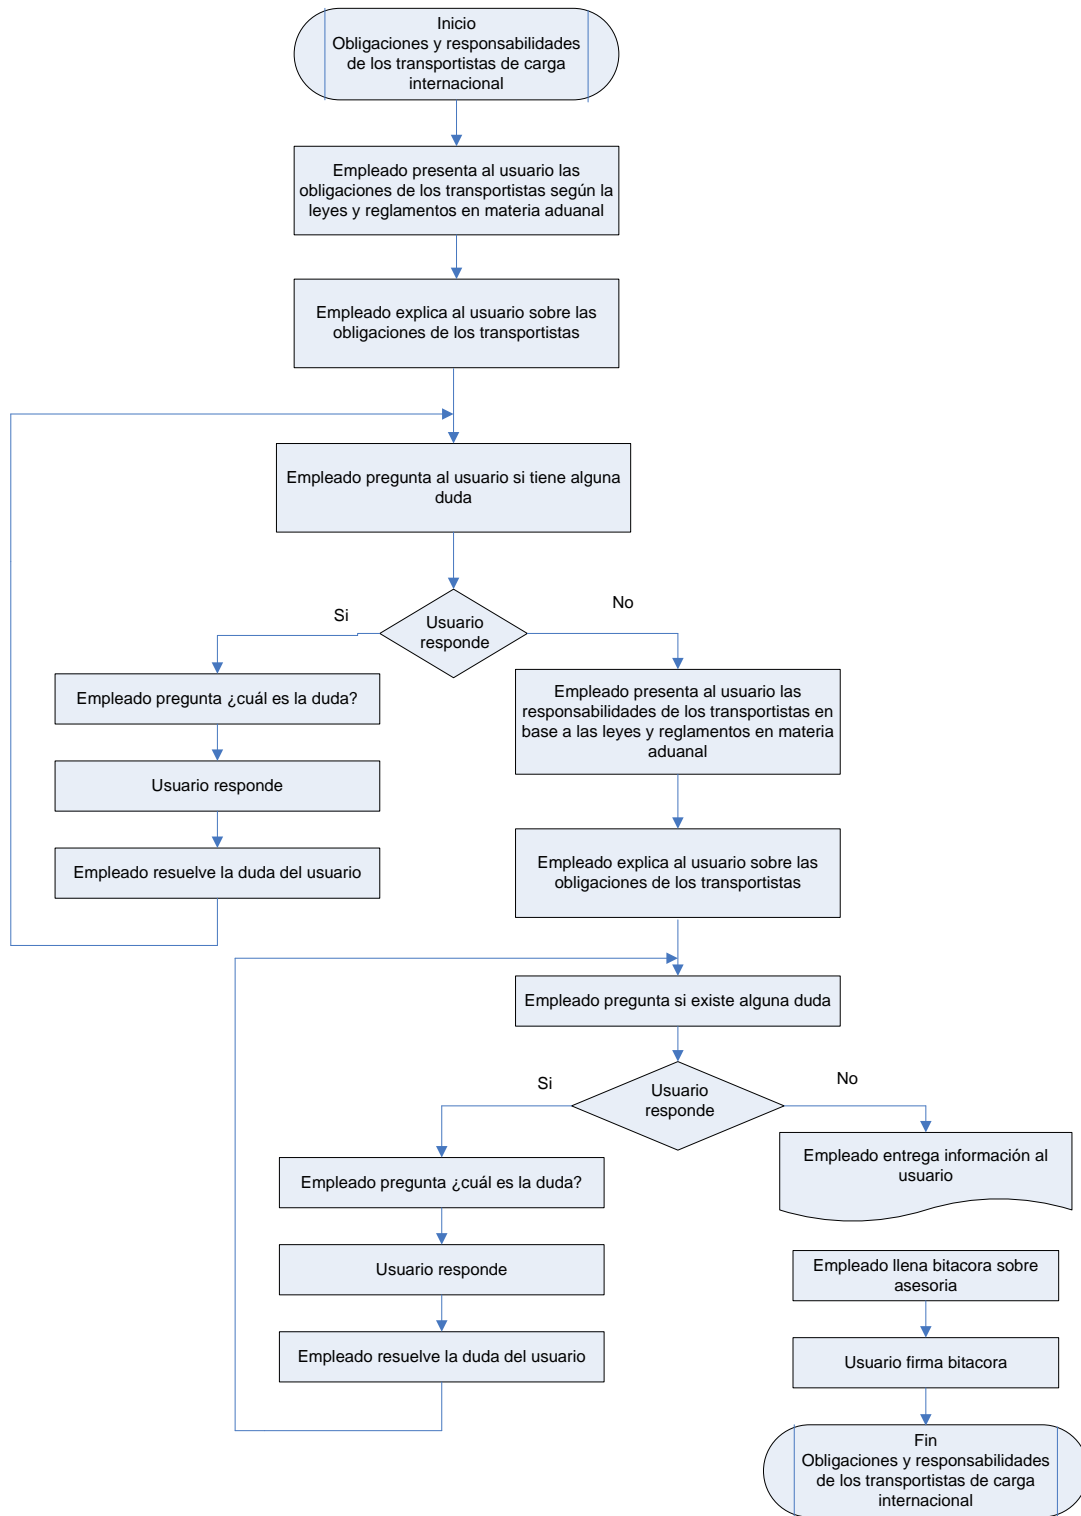 Inicio
Obligaciones y responsabilidades
de los transportistas de carga
internacional
Empleado presenta al usuario las
obligaciones de los transportistas según la
leyes y reglamentos en materia aduanal
Empleado explica al usuario sobre las
obligaciones de los transportistas
Empleado pregunta al usuario si tiene alguna
duda
Si
No
Usuario
responde
Empleado pregunta ¿cuál es la duda?
Usuario responde
Empleado resuelve la duda del usuario
Empleado presenta al usuario las
responsabilidades de los transportistas en
base a las leyes y reglamentos en materia
aduanal
Empleado explica al usuario sobre las
obligaciones de los transportistas
Empleado pregunta si existe alguna duda
Si
No
Usuario
responde
Empleado pregunta ¿cuál es la duda?
Usuario responde
Empleado resuelve la duda del usuario
Empleado entrega información al
usuario
Empleado llena bitacora sobre
asesoria
Usuario firma bitacora
Fin
Obligaciones y responsabilidades
de los transportistas de carga
internacional